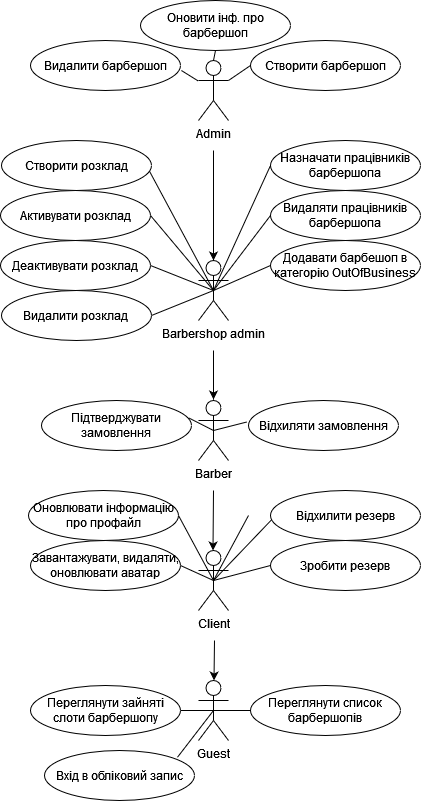 Оновити інф. про
барбершоп
Видалити барбершоп
Створити барбершоп
Admin
Створити розклад
Назначати працівників
барбершопа
Активувати розклад
Видаляти працівників
барбершопа
Деактивувати розклад
Додавати барбешоп в
категорію OutOfBusiness
Видалити розклад
Barbershop admin
Підтверджувати
замовлення
Відхиляти замовлення
Barber
Оновлювати інформацію
про профайл
Відхилити резерв
Завантажувати, видаляти,
оновлювати аватар
Зробити резерв
Client
Переглянути зайняті
слоти барбершопу
Переглянути список
барбершопів
Guest
Вхід в обліковий запис